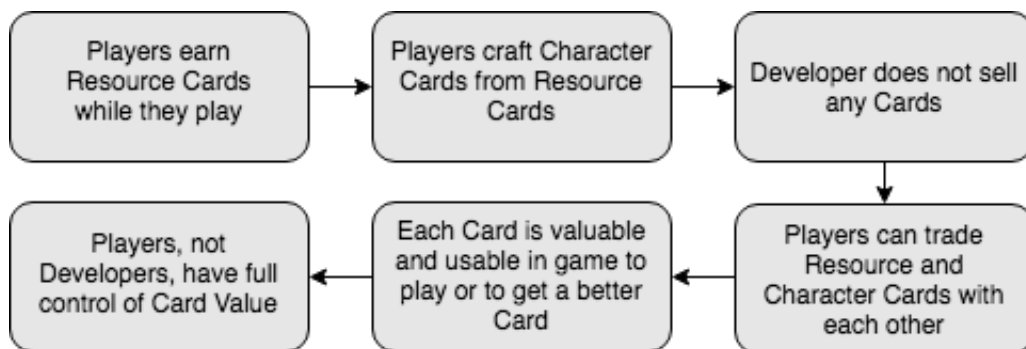 Players earn
Resource Cards
while they play
Players craft Character
Cards from Resource
Cards
Developer does not sell
any Cards
Players can trade
Resource and
Character Cards with
each other
Each Card is valuable
and usable in game to
play or to get a better
Card
Players, not
Developers, have full
control of Card Value